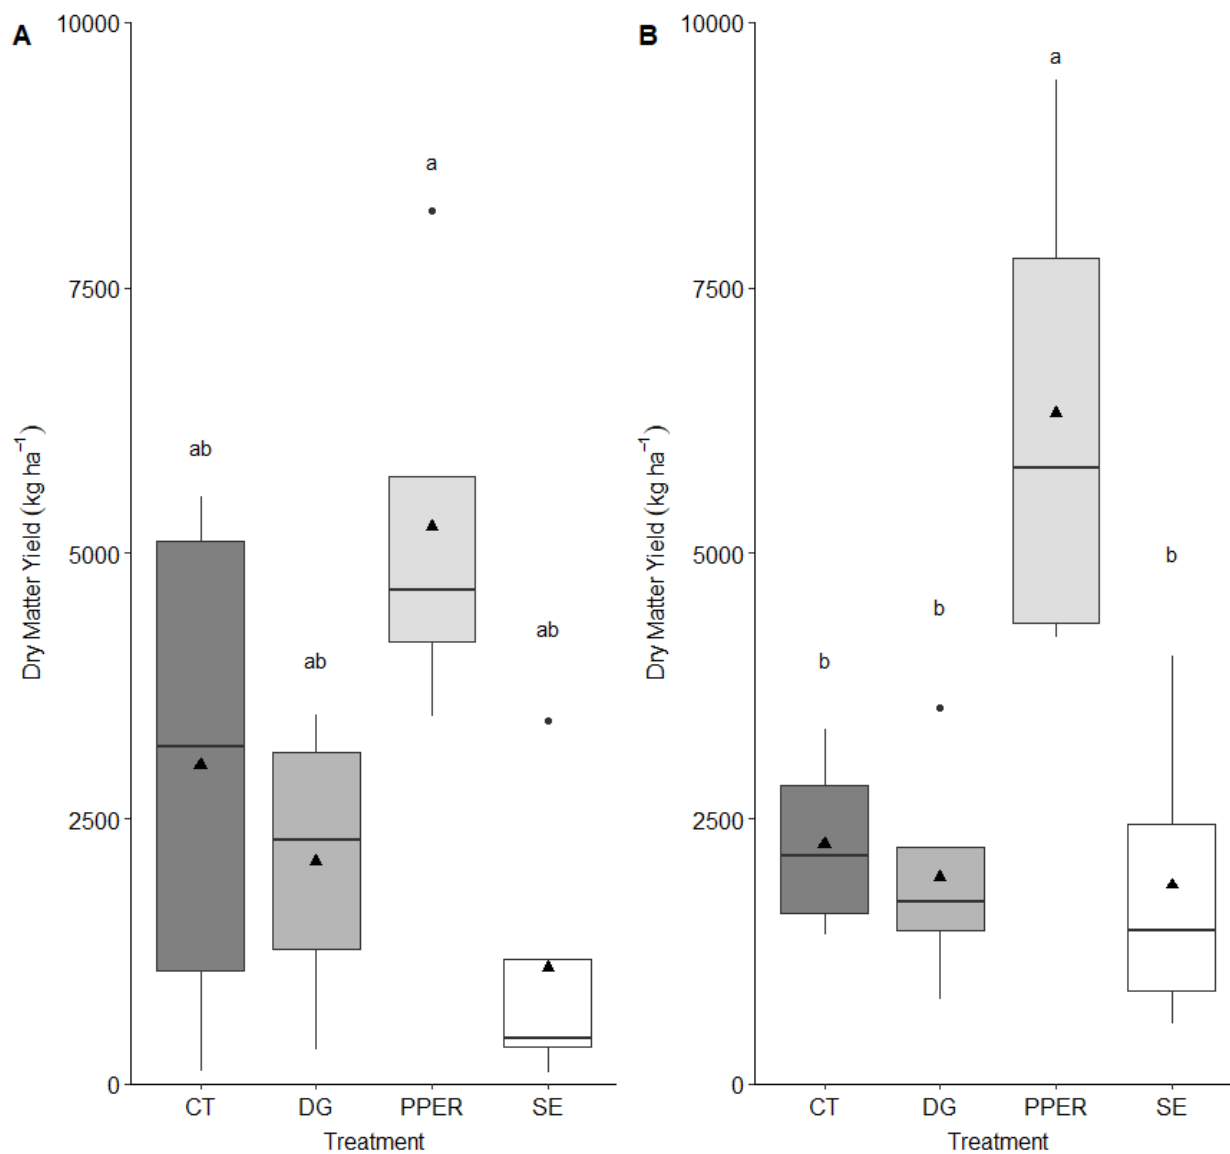 A
10000
7500
5000
2500
0
Dry Matter Yield (kg ha⁻¹)
ab
ab
a
ab
CT DG PPER SE
Treatment
B
10000
7500
5000
2500
0
Dry Matter Yield (kg ha⁻¹)
b
b
a
b
CT DG PPER SE
Treatment